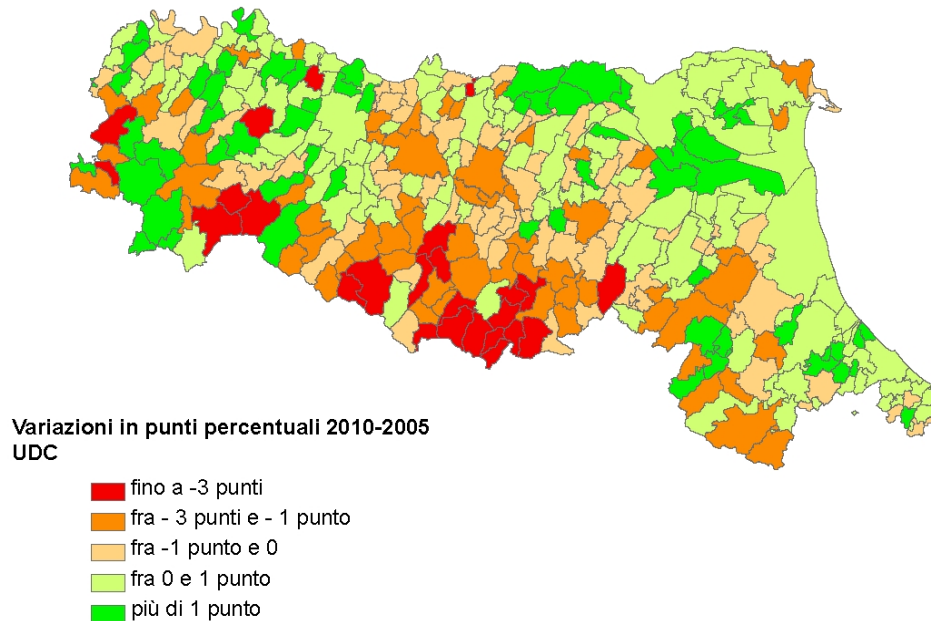 Variazioni in punti percentuali 2010-2005
UDC
fino a -3 punti
fra - 3 punti e - 1 punto
fra -1 punto e 0
fra 0 e 1 punto
più di 1 punto